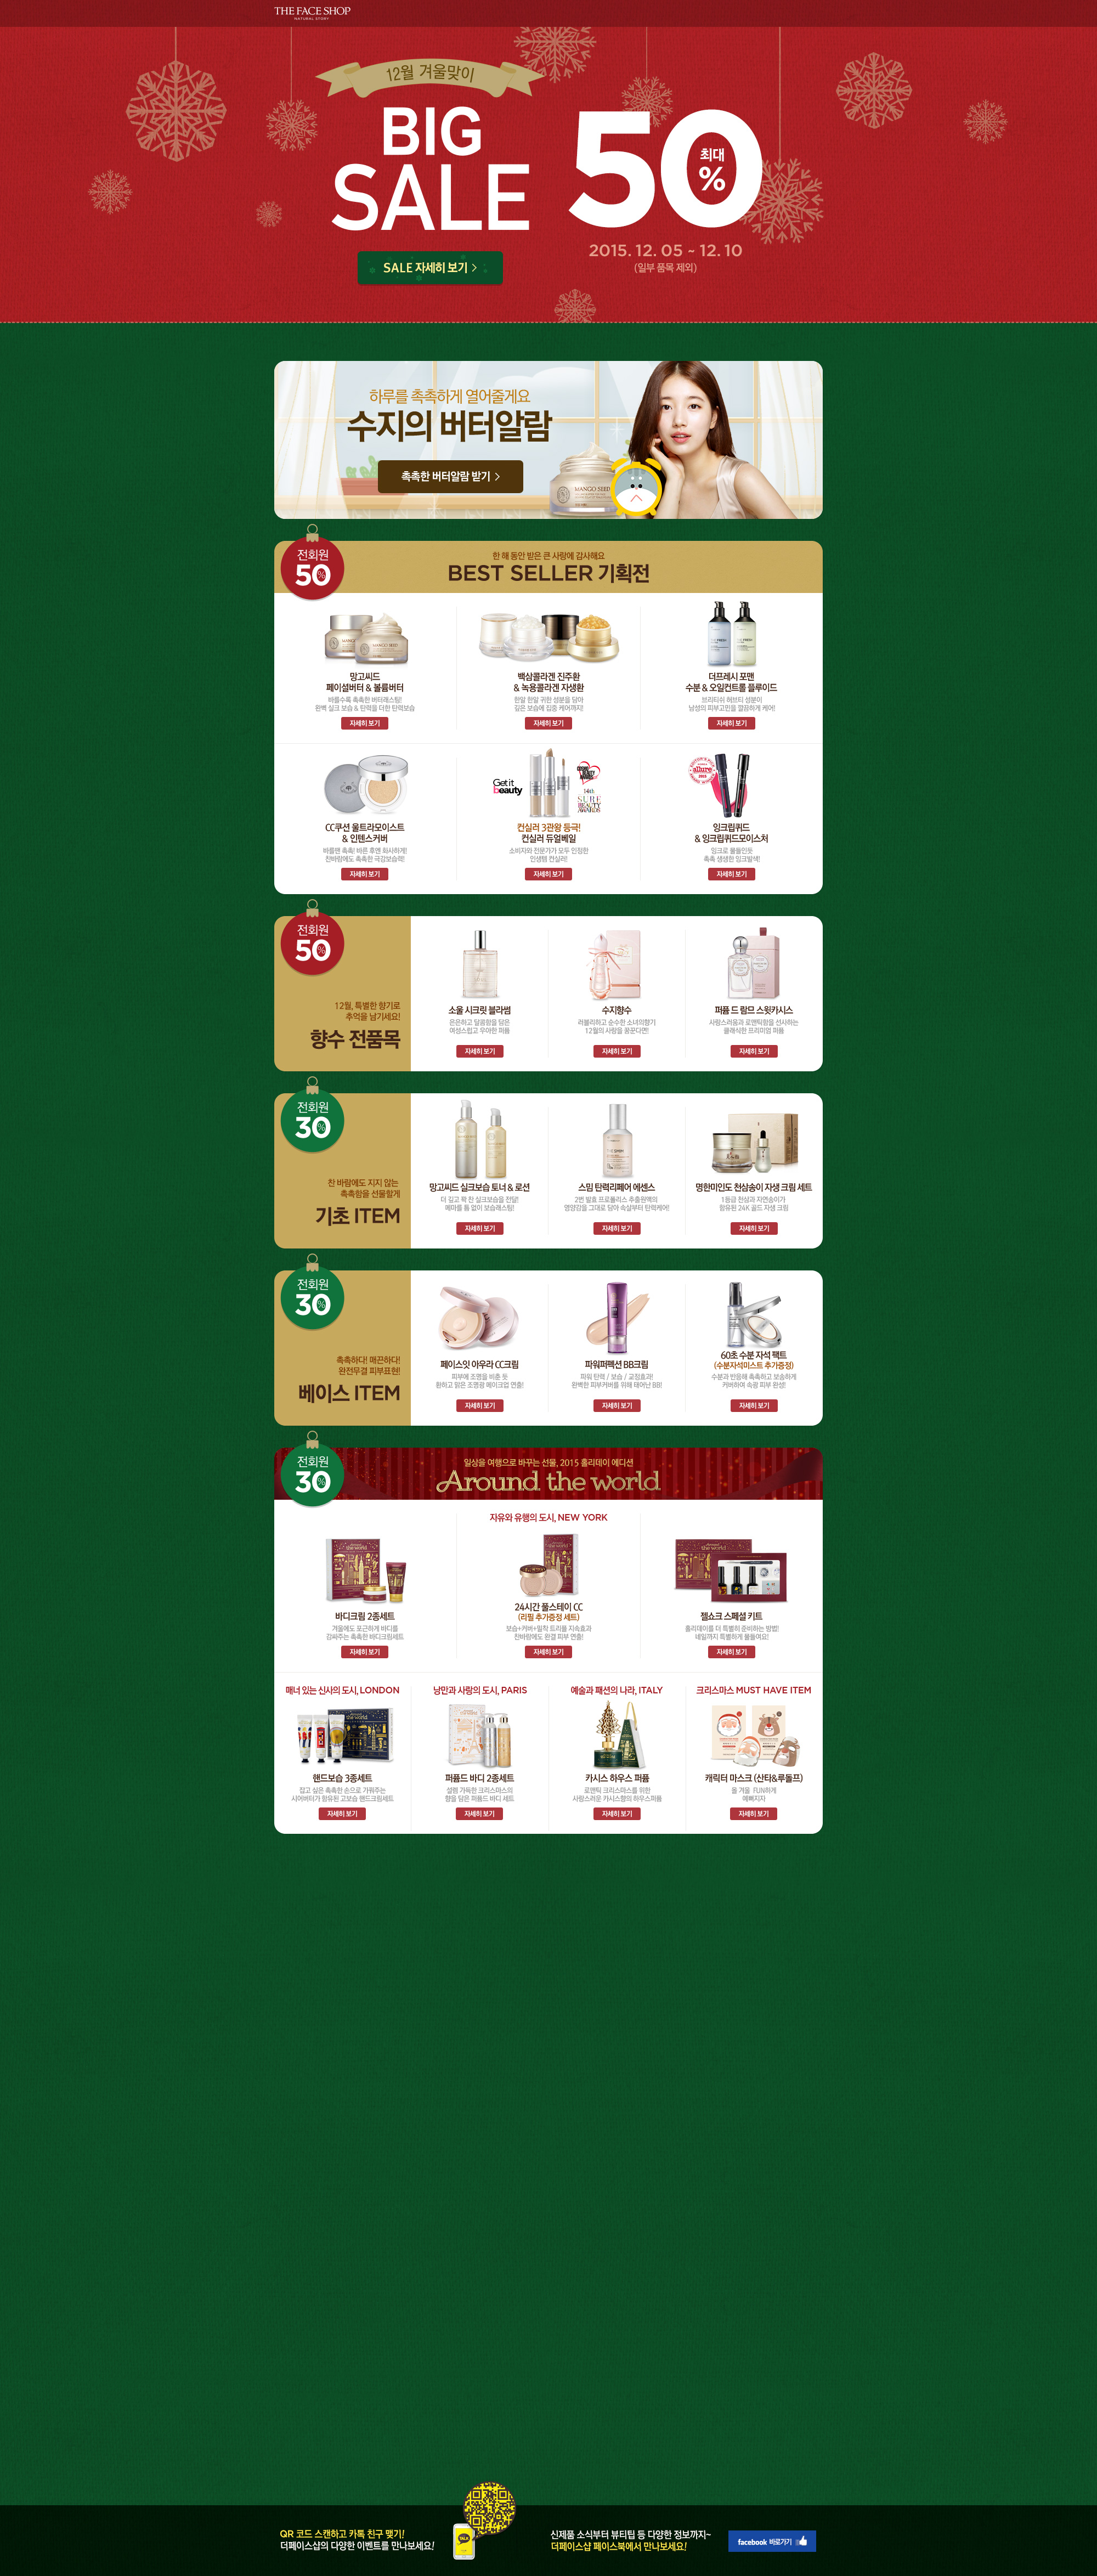 THE FACE SHOP
NATURAL STORY
12월 겨울맞이
BIG
SALE
50
최대
%
2015. 12. 05 ~ 12. 10
(일부 품목 제외)
SALE 자세히 보기 >
하루를 촉촉하게 열어줄게요
수지의 버터알람
촉촉한 버터알람 받기 >
MANGO SEED
전회원
50%
한 해 동안 받은 큰 사랑에 감사해요
BEST SELLER 기획전
망고씨드
페이셜버터 & 볼륨버터
바를수록 촉촉한 버터레스팅!
완벽 실크 보습 & 탄력을 더한 탄력보습
자세히 보기
백삼콜라겐 진주환
& 녹용콜라겐 자생환
한알 한알 귀한 성분을 담아
깊은 보습에 집중 케어까지!
자세히 보기
더프레시 포맨
수분 & 오일컨트롤 플루이드
브리티쉬 허브티 성분이
남성의 피부고민을 깔끔하게 케어!
자세히 보기
CC쿠션 울트라모이스트
& 인텐스커버
바를땐 촉촉! 바른 후엔 화사하게!
찬바람에도 촉촉한 극강보습력!
자세히 보기
Get it
beauty
14th
SURE
BEAUTY
AWARDS
컨실러 3관왕 등극!
컨실러 듀얼베일
소비자와 전문가가 모두 인정한
인생템 컨실러!
자세히 보기
allure
2015
잉크립퀴드
& 잉크립퀴드모이스처
잉크로 물들인듯
촉촉 생생한 잉크발색!
자세히 보기
전회원
50%
12월, 특별한 향기로
추억을 남기세요!
향수 전품목
소울 시크릿 블라썸
은은하고 달콤함을 담은
여성스럽고 우아한 퍼퓸
자세히 보기
수지향수
러블리하고 순수한 소녀의향기
12월의 사랑을 꿈꾼다면!
자세히 보기
퍼퓸 드 람므 스윗카시스
사랑스러움과 로맨틱함을 선사하는
클래식한 프리미엄 퍼퓸
자세히 보기
전회원
30%
찬 바람에도 지지 않는
촉촉함을 선물할게
기초 ITEM
망고씨드 실크보습 토너 & 로션
더 깊고 꽉 찬 실크보습을 전달!
메마를 틈 없이 보습레스팅!
자세히 보기
스밈 탄력리페어 에센스
2번 발효 프로폴리스 추출원액의
영양감을 그대로 담아 속살부터 탄력케어!
자세히 보기
명한미인도 천삼송이 자생 크림 세트
1등급 천삼과 자연송이가
함유된 24K 골드 자생 크림
자세히 보기
전회원
30%
촉촉하다! 매끈하다!
완전무결 피부표현!
베이스 ITEM
페이스잇 아우라 CC크림
피부에 조명을 비춘 듯
환하고 맑은 조명광 메이크업 연출!
자세히 보기
파워퍼펙션 BB크림
파워 탄력 / 보습 / 교정효과!
완벽한 피부커버를 위해 태어난 BB!
자세히 보기
60초 수분 자석 팩트
(수분자석미스트 추가증정)
수분과 반응해 촉촉하고 보송하게
커버하여 속광 피부 완성!
자세히 보기
전회원
30%
일상을 여행으로 바꾸는 선물, 2015 홀리데이 에디션
Around the world
자유와 유행의 도시, NEW YORK
바디크림 2종세트
겨울에도 포근하게 바디를
감싸주는 촉촉한 바디크림세트
자세히 보기
24시간 풀스테이 CC
(리필 추가증정 세트)
보습+커버+밀착 트리플 지속효과
찬바람에도 완결 피부 연출!
자세히 보기
젤쇼크 스페셜 키트
홀리데이를 더 특별히 준비하는 방법!
네일까지 특별하게 물들여요!
자세히 보기
매너 있는 신사의 도시, LONDON
핸드보습 3종세트
잡고 싶은 촉촉한 손으로 가꿔주는
시어버터가 함유된 고보습 핸드크림세트
자세히 보기
낭만과 사랑의 도시, PARIS
퍼퓸드 바디 2종세트
설렘 가득한 크리스마스의
향을 담은 퍼퓸드 바디 세트
자세히 보기
예술과 패션의 나라, ITALY
카시스 하우스 퍼퓸
로맨틱 크리스마스를 위한
사랑스러운 카시스향의 하우스퍼퓸
자세히 보기
크리스마스 MUST HAVE ITEM
캐릭터 마스크 (산타&루돌프)
올 겨울 FUN하게
예뻐지자
자세히 보기
QR 코드 스캔하고 카톡 친구 맺기!
더페이스샵의 다양한 이벤트를 만나보세요!
신제품 소식부터 뷰티팁 등 다양한 정보까지~
더페이스샵 페이스북에서 만나보세요!
facebook 바로가기